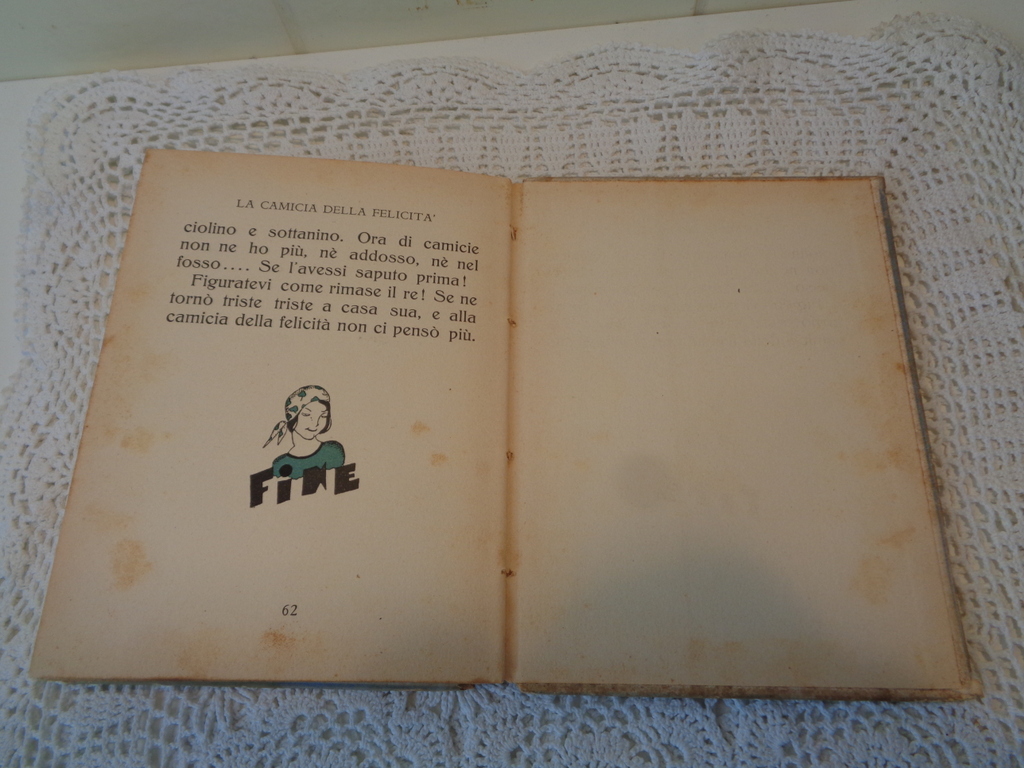 LA CAMICIA DELLA FELICITA'
ciolino e sottanino. Ora di camicie
non ne ho più, nè addosso, nè nel
fosso.... Se l'avessi saputo prima!
Figuratevi come rimase il re! Se ne
tornò triste triste a casa sua, e alla
camicia della felicità non ci pensò più.
FINE
62